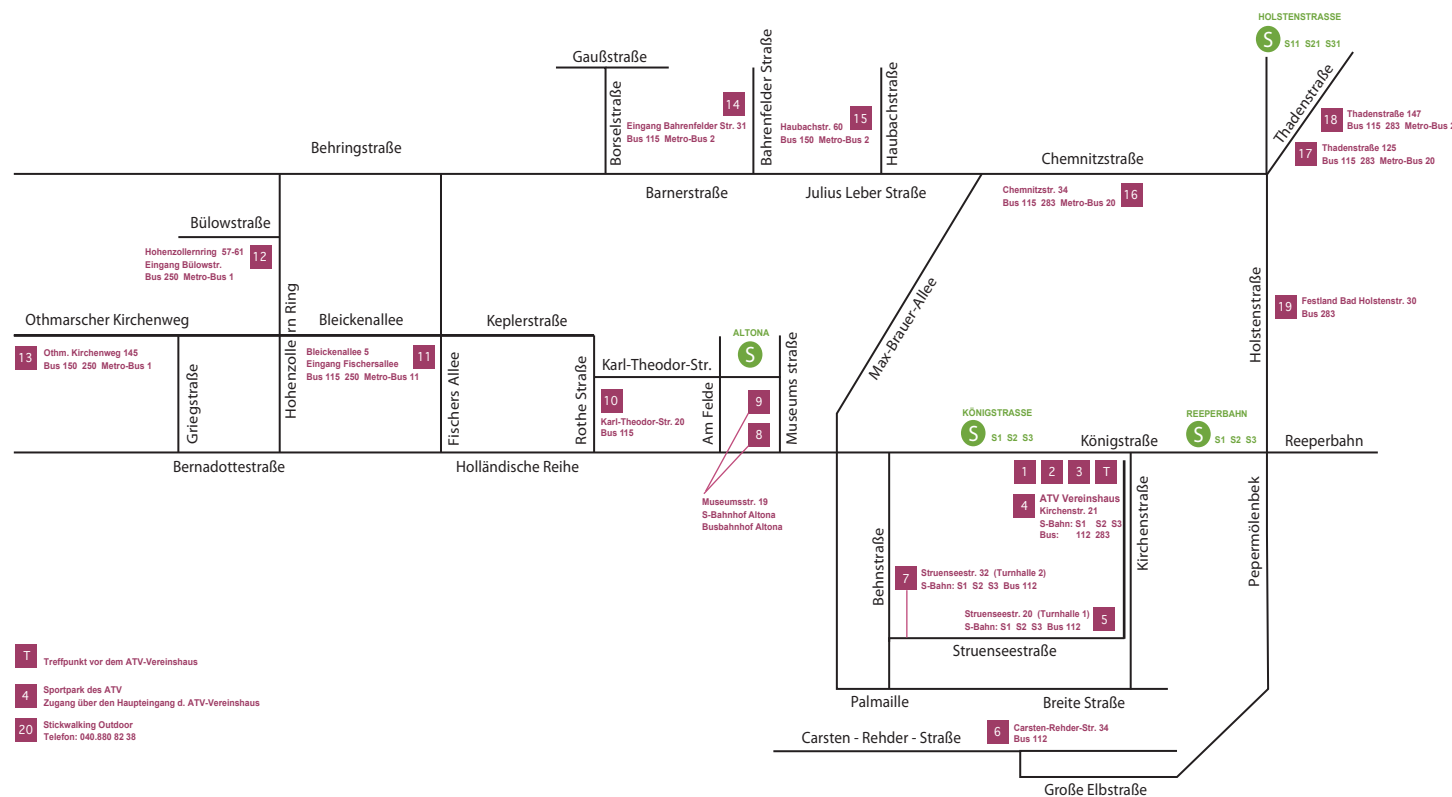 HOLSTENSTRASSE
S S11 S21 S31
Gaußstraße
Borselstraße
14
Eingang Bahrenfelder Str. 31
Bus 115 Metro-Bus 2
Bahrenfelder Straße
15
Haubachstr. 60
Bus 150 Metro-Bus 2
Haubachstraße
Thadenstraße
18 Thadenstraße 147
Bus 115 283 Metro-Bus
17 Thadenstraße 125
Bus 115 283 Metro-Bus 20
Behringstraße
Barnerstraße
Julius Leber Straße
Chemnitzstraße
Chemnitzstr. 34
Bus 115 283 Metro-Bus 20
16
Bülowstraße
Hohenzollernring 57-61
Eingang Bülowstr.
Bus 250 Metro-Bus 1
12
Hohenzolle rn Ring
Max-Brauer-Allee
Holstenstraße
19 Festland Bad Holstenstr. 30
Bus 283
Othmarscher Kirchenweg
Bleickenallee
Keplerstraße
13 Othm. Kirchenweg 145
Bus 150 250 Metro-Bus 1
Griegstraße
Bleickenallee 5
Eingang Fischersallee
Bus 115 250 Metro-Bus 11
11
Fischers Allee
Rothe Straße
Karl-Theodor-Str.
10
Karl-Theodor-Str. 20
Bus 115
Am Felde
ALTONA
S
9
8
Museums straße
Museumsstr. 19
S-Bahnhof Altona
Busbahnhof Altona
KÖNIGSTRASSE
S S1 S2 S3
Königstraße
REEPERBAHN
S S1 S2 S3
Reeperbahn
Bernadottestraße
Holländische Reihe
1 2 3 T
4 ATV Vereinshaus
Kirchenstr. 21
S-Bahn: S1 S2 S3
Bus: 112 283
Kirchenstraße
Pepermölenbek
Behnstraße
7 Struenseestr. 32 (Turnhalle 2)
S-Bahn: S1 S2 S3 Bus 112
Struenseestr. 20 (Turnhalle 1)
S-Bahn: S1 S2 S3 Bus 112
5
Struenseestraße
Palmaille
Breite Straße
Carsten - Rehder - Straße
6 Carsten-Rehder-Str. 34
Bus 112
Große Elbstraße
T Treffpunkt vor dem ATV-Vereinshaus
4 Sportpark des ATV
Zugang über den Haupteingang d. ATV-Vereinshaus
20 Stickwalking Outdoor
Telefon: 040.880 82 38